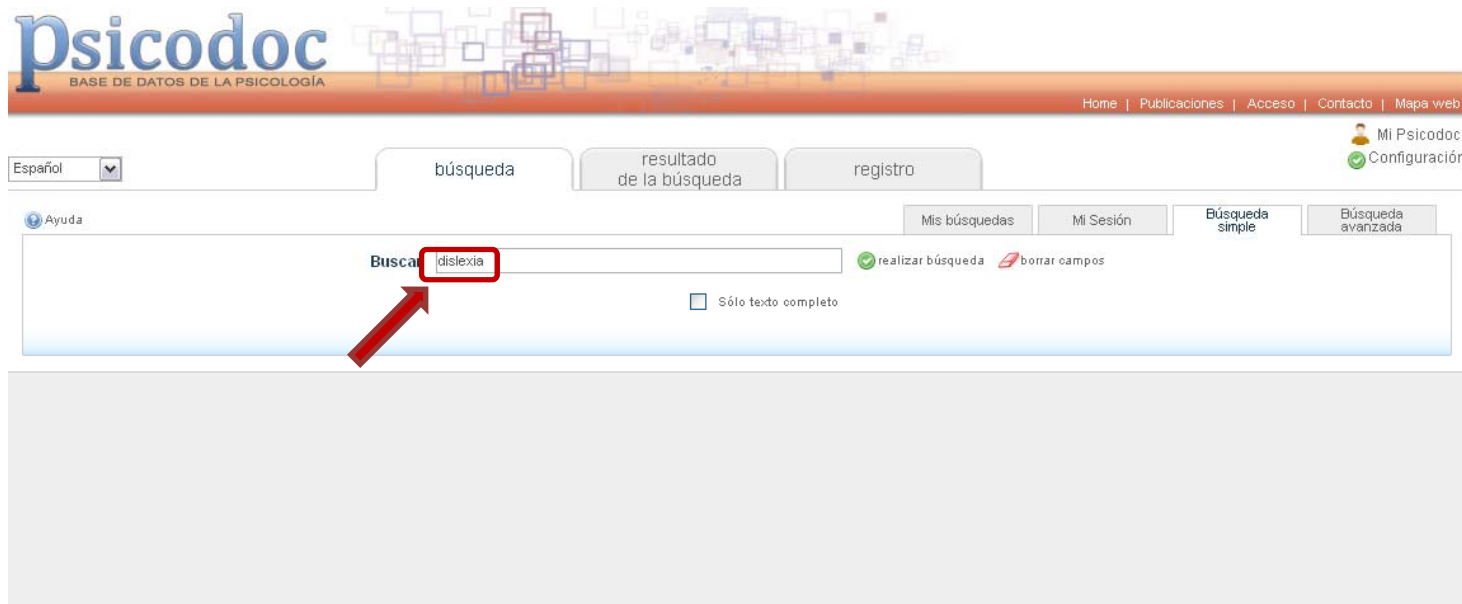 Psicodoc
BASE DE DATOS DE LA PSICOLOGÍA
Home | Publicaciones | Acceso | Contacto | Mapa web
Mi Psicodoc
Configuración
Español
búsqueda
resultado
de la búsqueda
registro
Ayuda
Mis búsquedas
Mi Sesión
Búsqueda
simple
Búsqueda
avanzada
Buscar dislexia realizar búsqueda borrar campos
Sólo texto completo